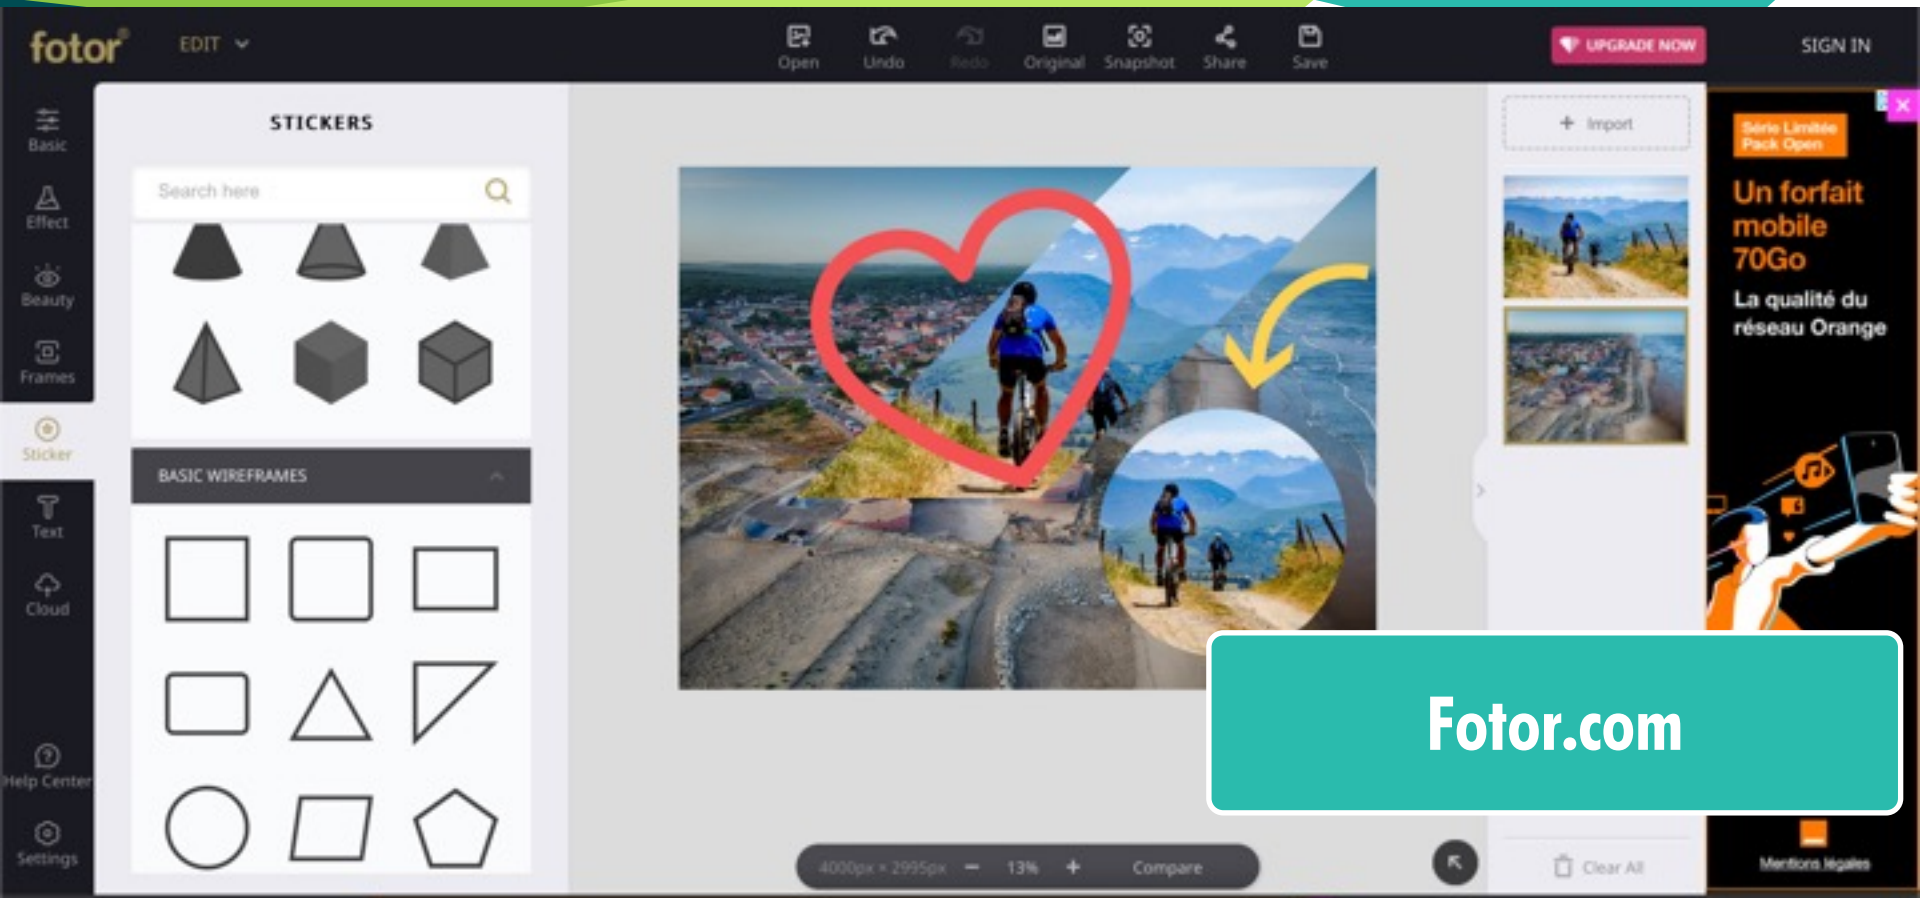 fotor®
EDIT
Open
Undo
Redo
Original
Snapshot
Share
Save
UPGRADE NOW
SIGN IN
Basic
Effect
Beauty
Frames
Sticker
Text
Cloud
Help Center
Settings
STICKERS
Search here
BASIC WIREFRAMES
4000px × 2995px
13%
Compare
Import
Clear All
Série Limitée
Pack Open
Un forfait
mobile
70Go
La qualité du
réseau Orange
Mentions légales
Fotor.com